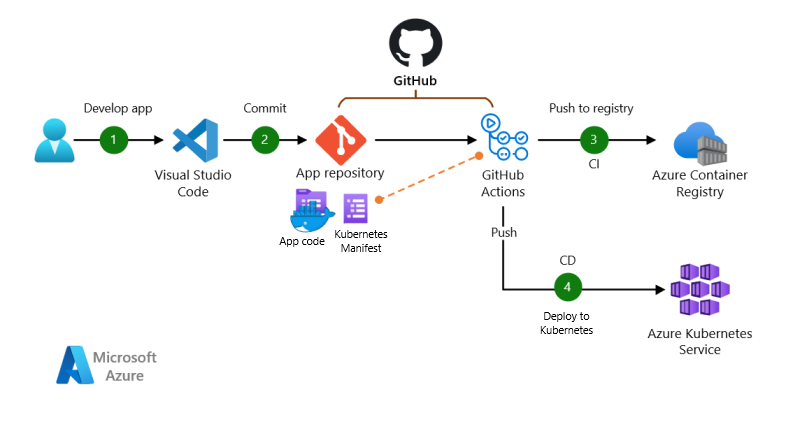 GitHub
Develop app
Commit
Push to registry
1
2
3
CI
Visual Studio
Code
App repository
GitHub
Actions
Azure Container
Registry
App code
Kubernetes
Manifest
Push
CD
4
Deploy to
Kubernetes
Azure Kubernetes
Service
Microsoft
Azure